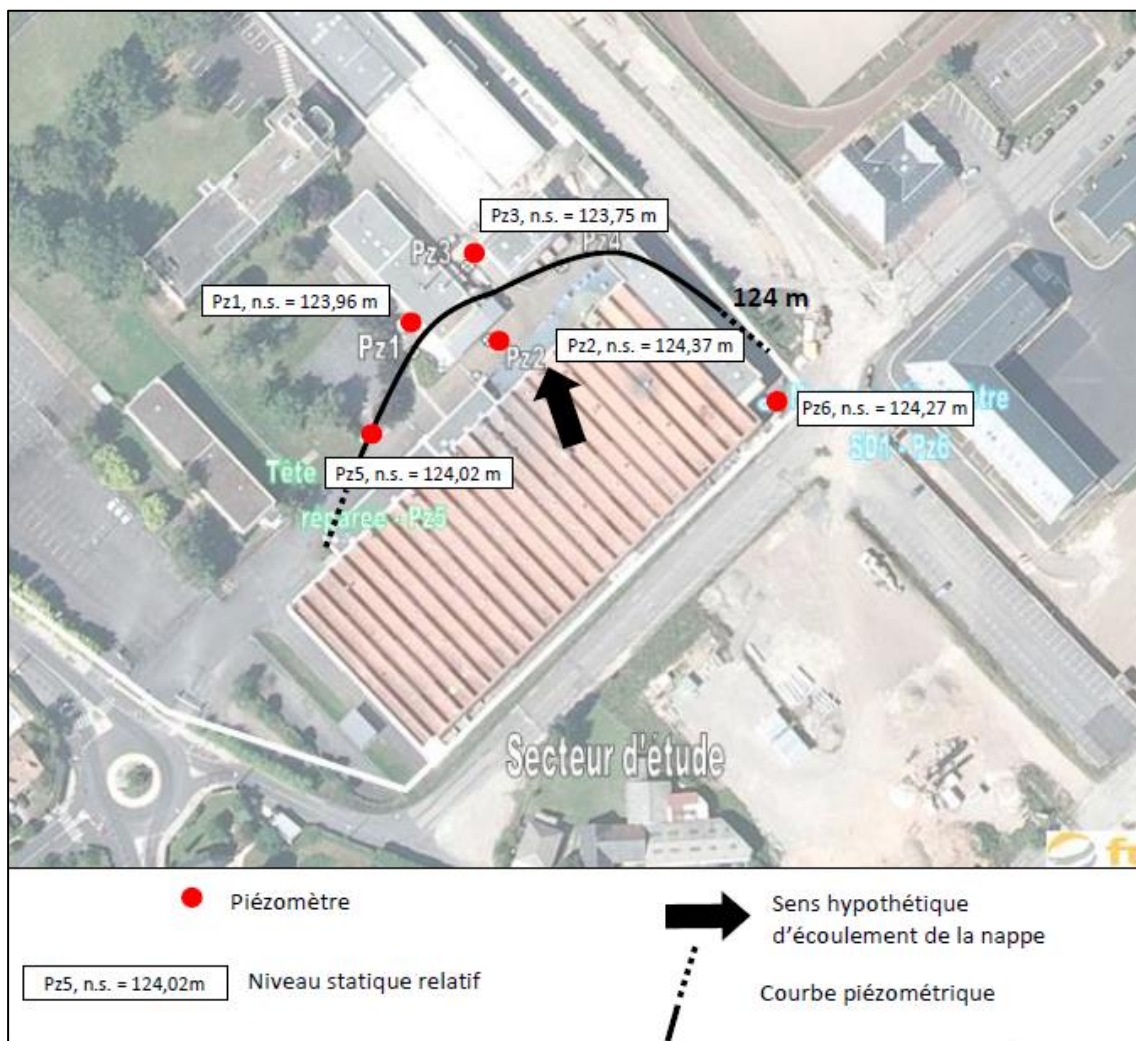 Pz3, n.s. = 123,75 m
Pz3
Pz4
124 m
Pz1, n.s. = 123,96 m
Pz1
Pz2
Pz2, n.s. = 124,37 m
Pz6, n.s. = 124,27 m
SD1 - Pz6
Pz5, n.s. = 124,02 m
Tête
réparée - Pz5
Secteur d'étude
Piézomètre
Sens hypothétique
d'écoulement de la nappe
Pz5, n.s. = 124,02m
Niveau statique relatif
Courbe piézométrique